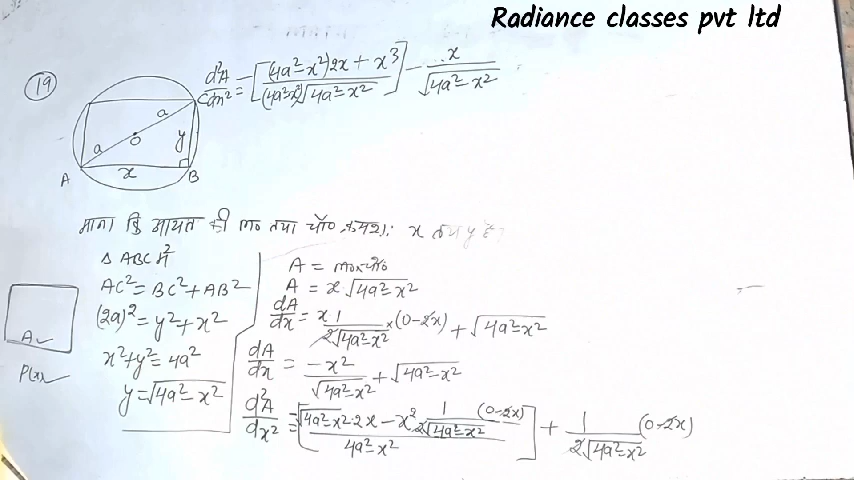 Radiance classes pvt ltd
19
d²A/dx² = -[(4a²-x²)2x + x³ / (4a²-x²)√4a²-x²] - x/√4a²-x²
C
a
a
O
y
x
A B
माना कि आयत की ल० तथा चौ० क्रमशः x तथा y है
Δ ABC में
AC² = BC² + AB²
(2a)² = y² + x²
x² + y² = 4a²
y = √4a²-x²
A
P(x)
A = ल०×चौ०
A = x·√4a²-x²
dA/dx = x 1/2√4a²-x² × (0-2x) + √4a²-x²
dA/dx = -x²/√4a²-x² + √4a²-x²
d²A/dx² = -[√4a²-x²·2x - x² 1/2√4a²-x² (0-2x) / 4a²-x²] + 1/2√4a²-x² (0-2x)